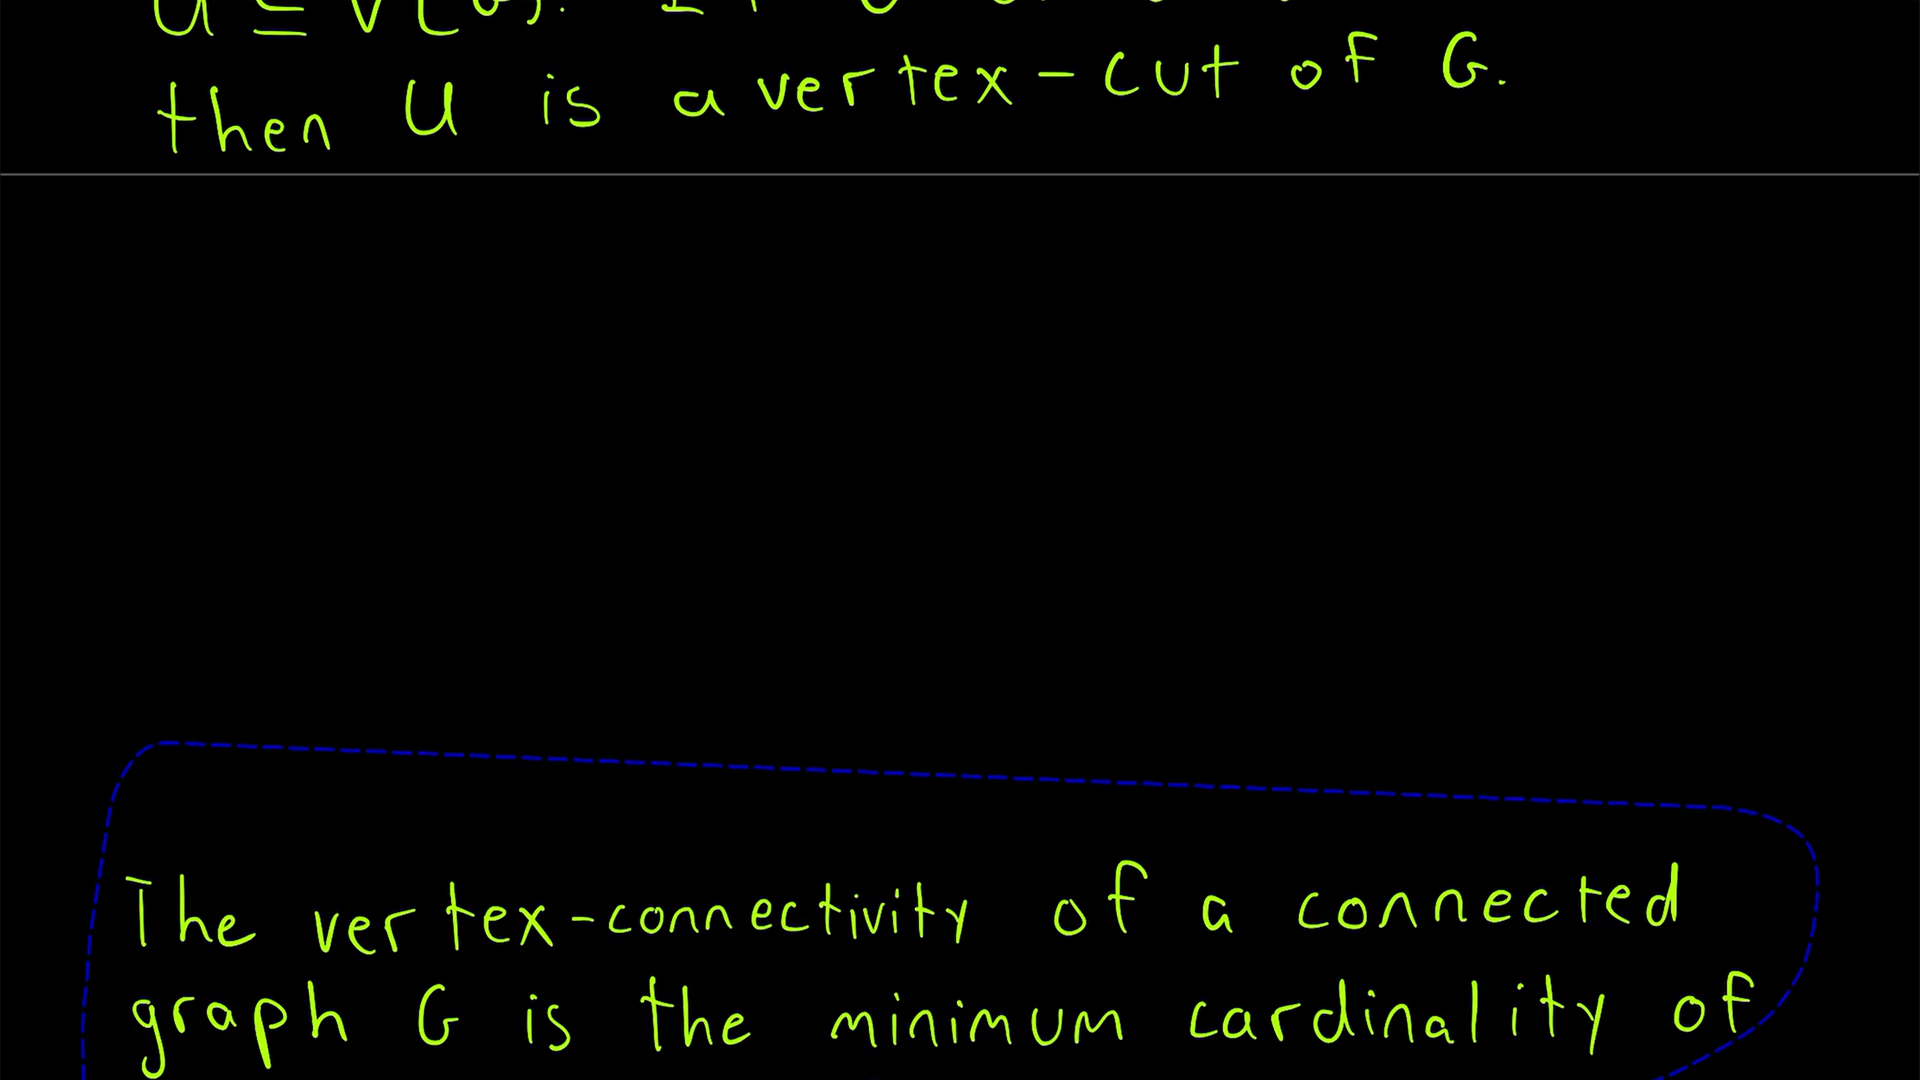 U ⊆ V(G).
then U is a vertex-cut of G.
The vertex-connectivity of a connected
graph G is the minimum cardinality of